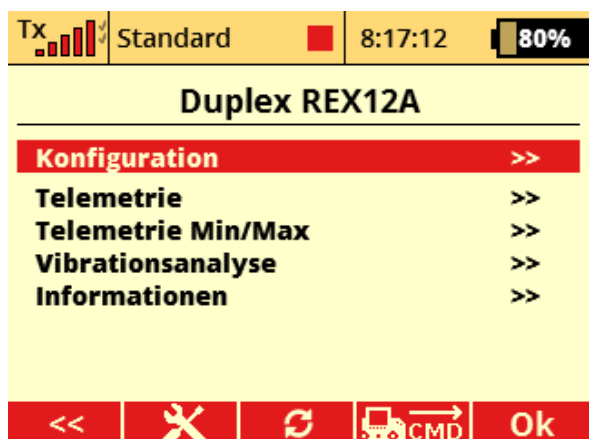 Tx Standard 8:17:12 80%
Duplex REX12A
Konfiguration >>
Telemetrie >>
Telemetrie Min/Max >>
Vibrationsanalyse >>
Informationen >>
<< CMD Ok